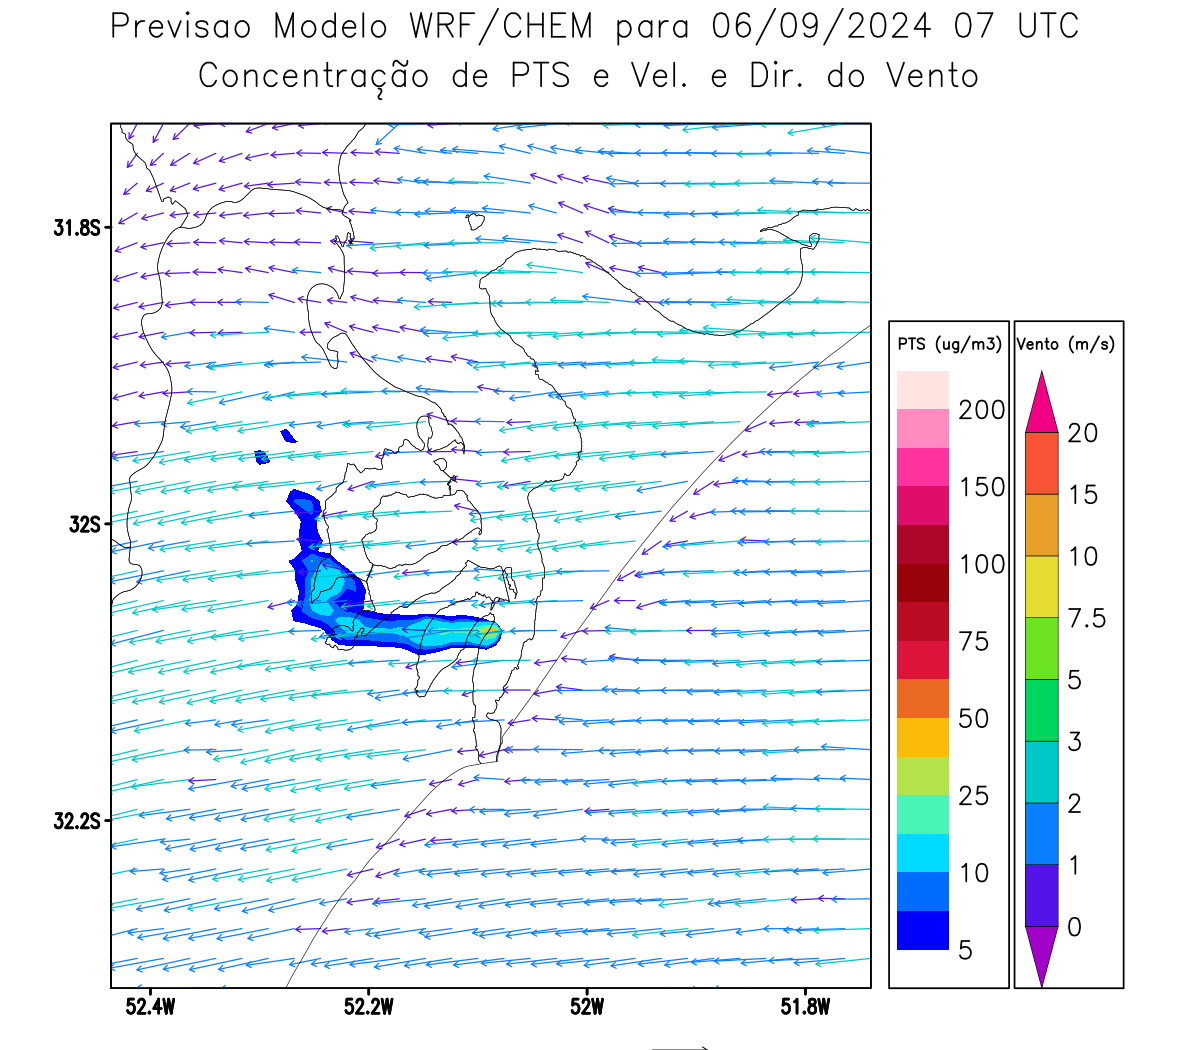 Previsao Modelo WRF/CHEM para 06/09/2024 07 UTC
Concentração de PTS e Vel. e Dir. do Vento
31.8S
32S
32.2S
52.4W
52.2W
52W
51.8W
PTS (ug/m3)
200
150
100
75
50
25
10
5
Vento (m/s)
20
15
10
7.5
5
3
2
1
0